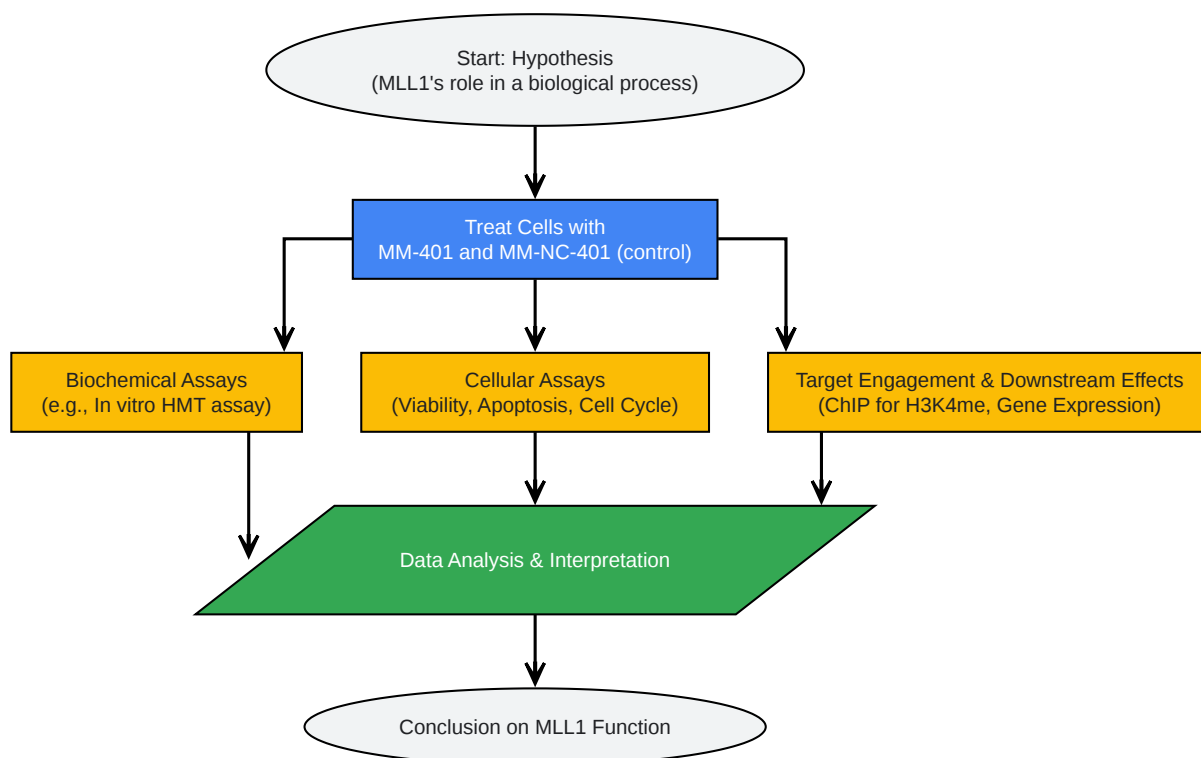 Start: Hypothesis
(MLL1's role in a biological process)
Treat Cells with
MM-401 and MM-NC-401 (control)
Biochemical Assays
(e.g., In vitro HMT assay)
Cellular Assays
(Viability, Apoptosis, Cell Cycle)
Target Engagement & Downstream Effects
(ChIP for H3K4me, Gene Expression)
Data Analysis & Interpretation
Conclusion on MLL1 Function